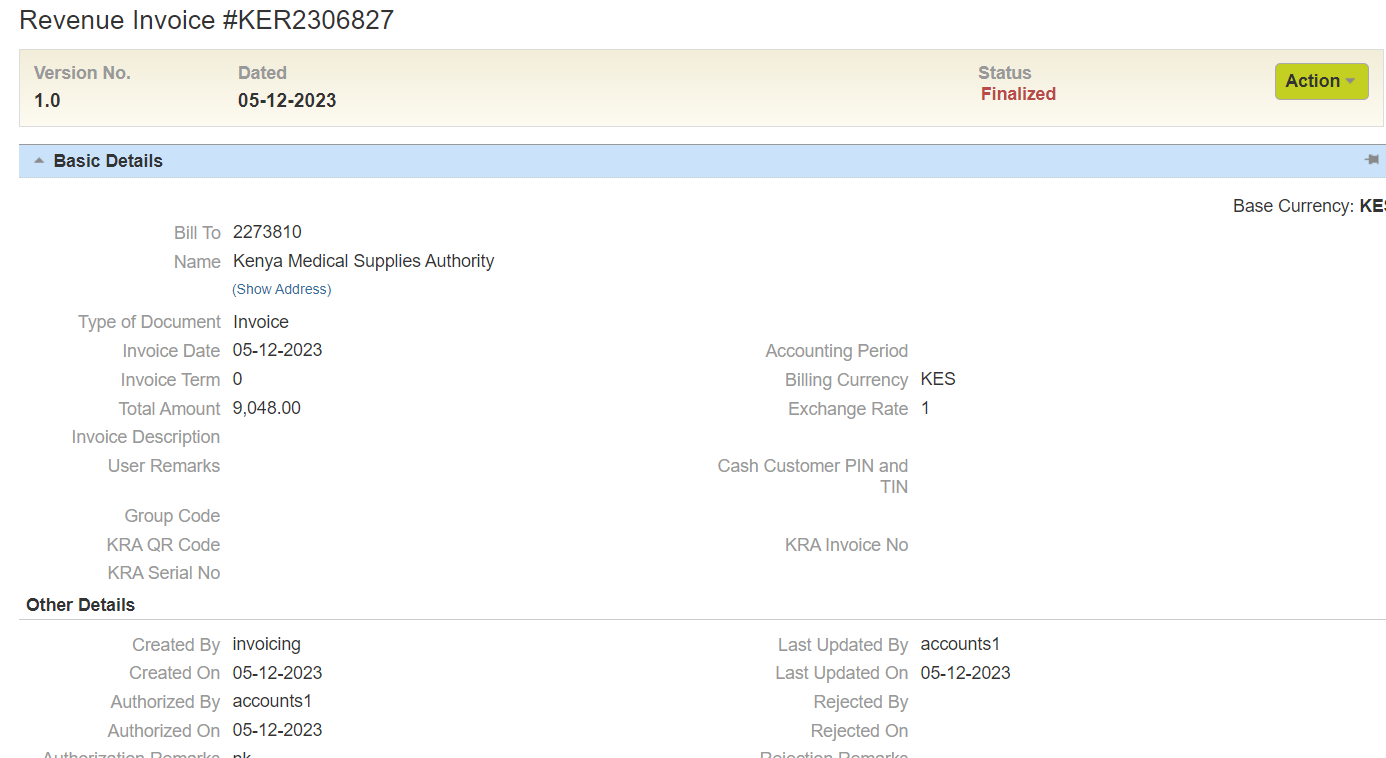 Revenue Invoice #KER2306827
Version No. Dated Status
1.0 05-12-2023 Finalized
Action
Basic Details
Base Currency: KES
Bill To 2273810
Name Kenya Medical Supplies Authority
(Show Address)
Type of Document Invoice
Invoice Date 05-12-2023 Accounting Period
Invoice Term 0 Billing Currency KES
Total Amount 9,048.00 Exchange Rate 1
Invoice Description
User Remarks Cash Customer PIN and
TIN
Group Code
KRA QR Code KRA Invoice No
KRA Serial No
Other Details
Created By invoicing Last Updated By accounts1
Created On 05-12-2023 Last Updated On 05-12-2023
Authorized By accounts1 Rejected By
Authorized On 05-12-2023 Rejected On
Authorization Remarks Rejection Remarks